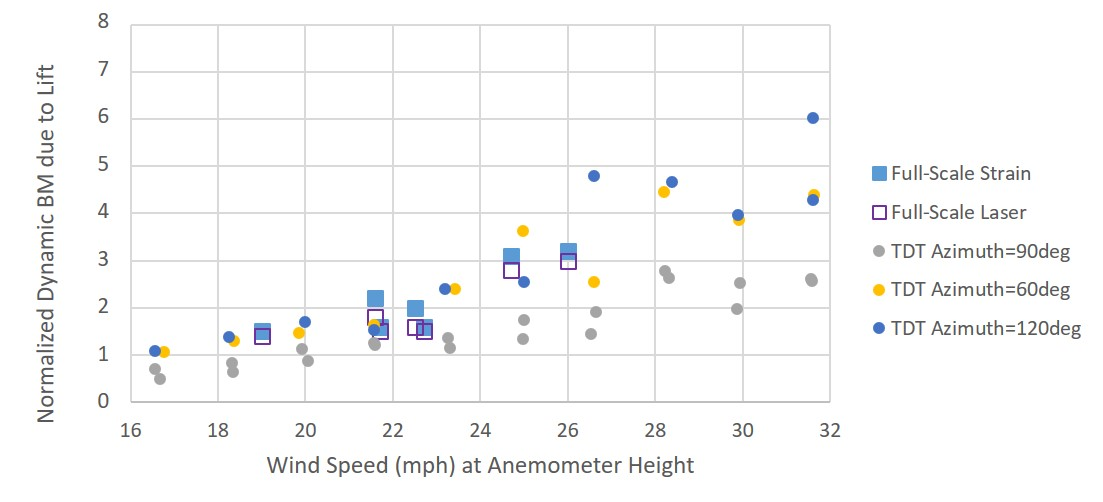 Normalized Dynamic BM due to Lift
8
7
6
5
4
3
2
1
0
16 18 20 22 24 26 28 30 32
Wind Speed (mph) at Anemometer Height
Full-Scale Strain
Full-Scale Laser
TDT Azimuth=90deg
TDT Azimuth=60deg
TDT Azimuth=120deg